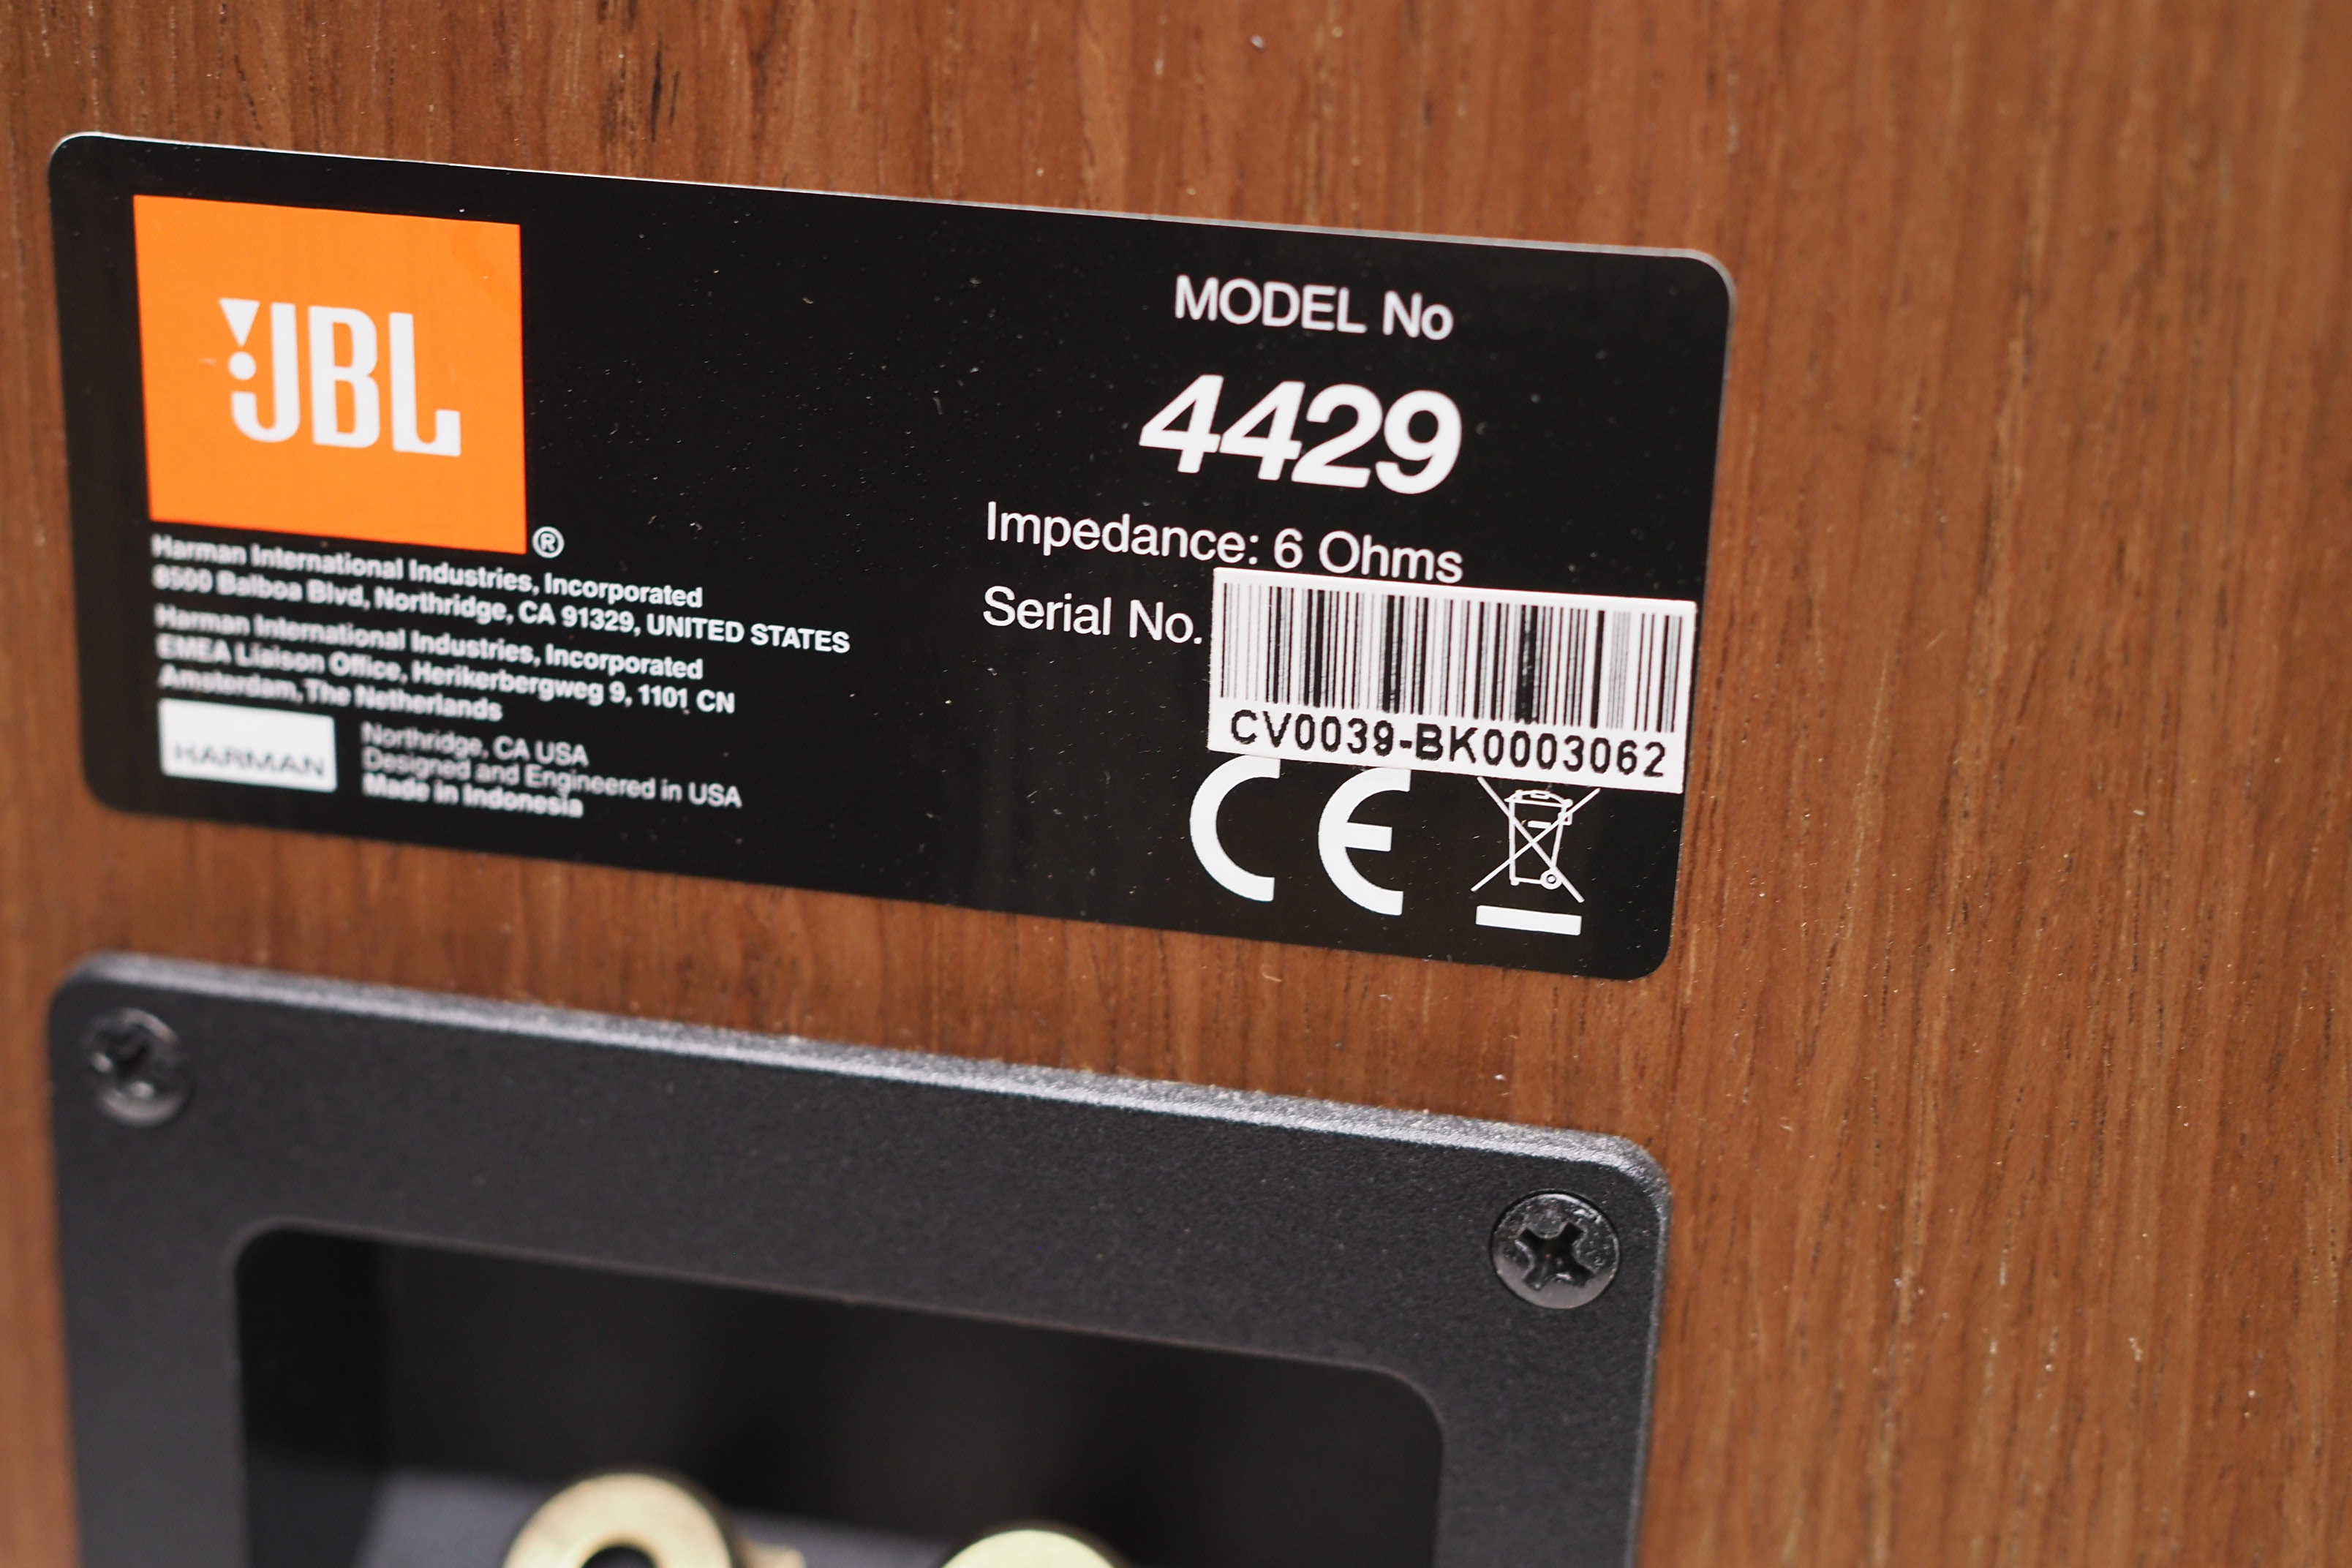 JBL
®
Harman International Industries, Incorporated
8500 Balboa Blvd, Northridge, CA 91329, UNITED STATES
Harman International Industries, Incorporated
EMEA Liaison Office, Herikerbergweg 9, 1101 CN
Amsterdam, The Netherlands
HARMAN
Northridge, CA USA
Designed and Engineered in USA
Made in Indonesia
MODEL No
4429
Impedance: 6 Ohms
Serial No.
CV0039-BK0003062
CE